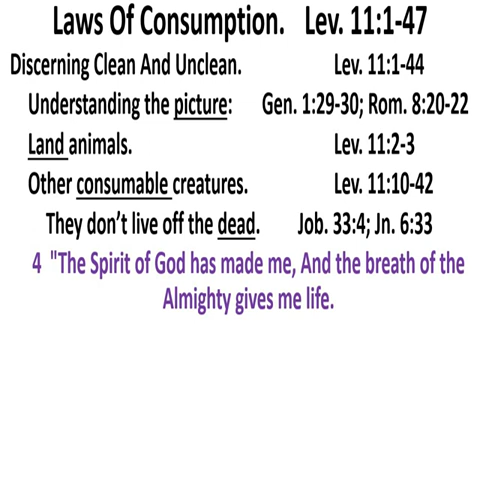 Laws Of Consumption. Lev. 11:1-47
Discerning Clean And Unclean. Lev. 11:1-44
Understanding the picture: Gen. 1:29-30; Rom. 8:20-22
Land animals. Lev. 11:2-3
Other consumable creatures. Lev. 11:10-42
They don't live off the dead. Job. 33:4; Jn. 6:33
4 "The Spirit of God has made me, And the breath of the
Almighty gives me life.